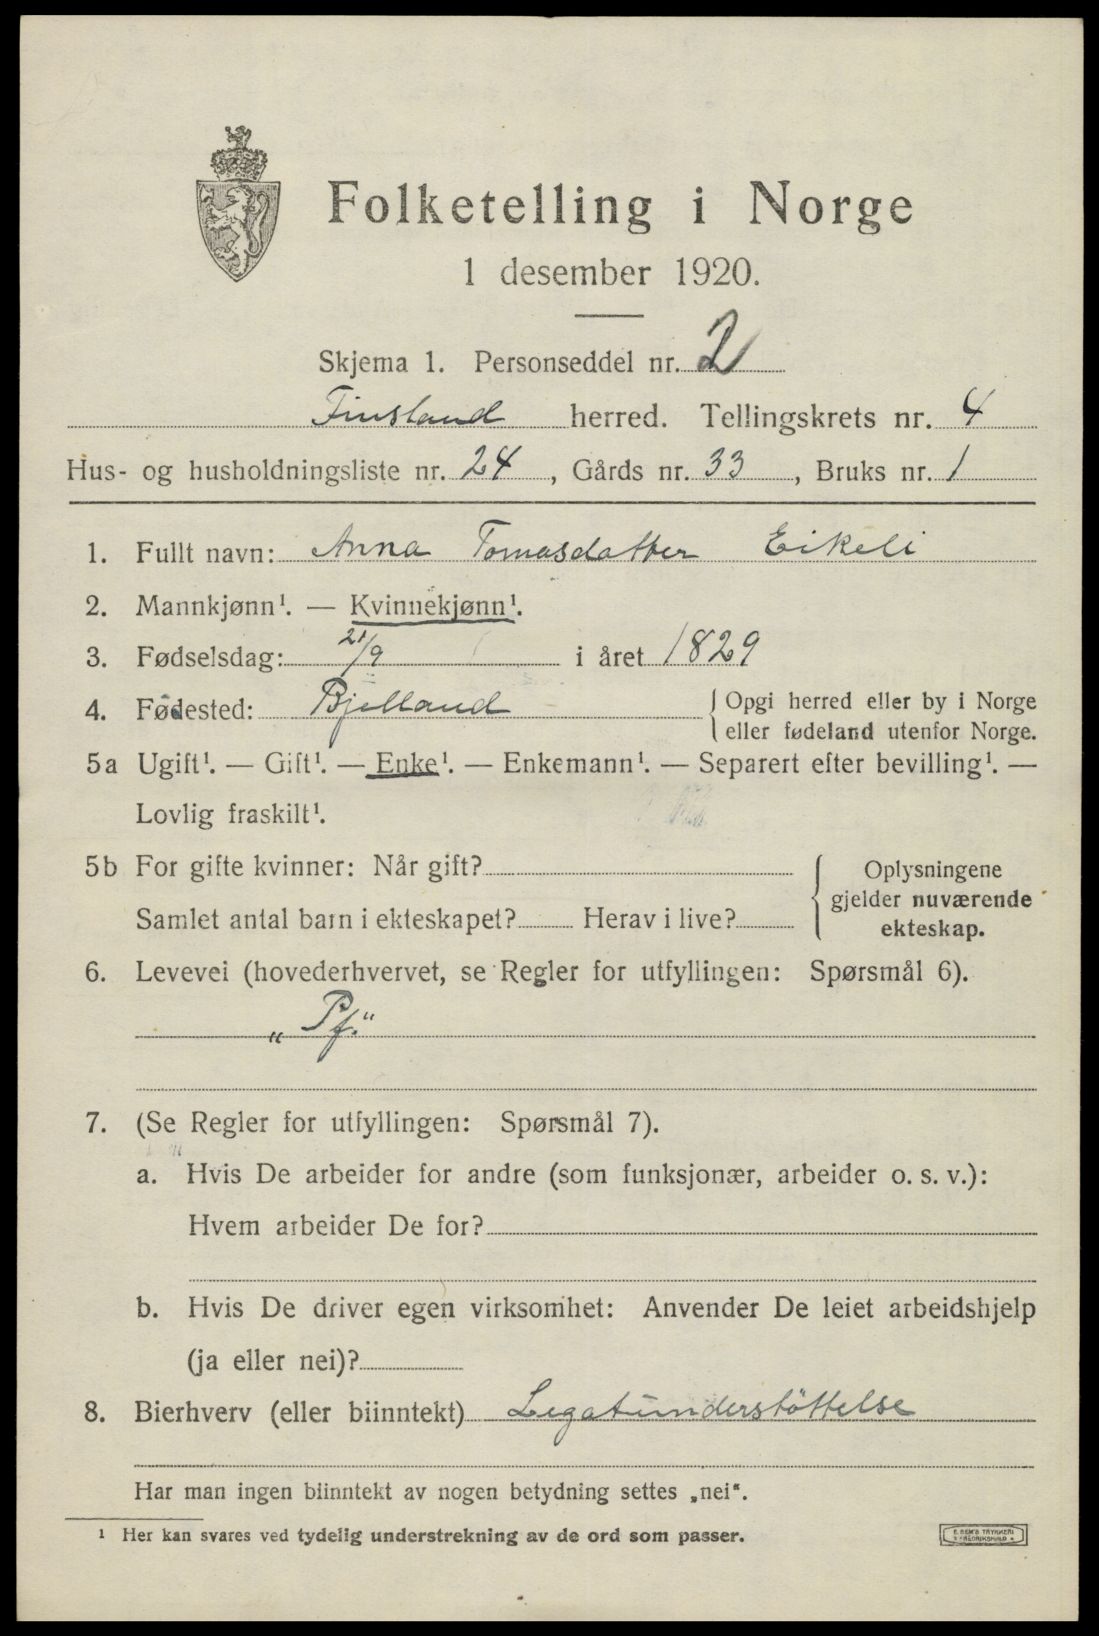 Folketelling i Norge
1 desember 1920.
Skjema 1. Personseddel nr. 2
Finsland herred. Tellingskrets nr. 4
Hus- og husholdningsliste nr. 24, Gårds nr. 33, Bruks nr. 1
1. Fullt navn: Anna Tomasdatter Eikeli
2. Mannkjønn¹. — Kvinnekjønn¹.
3. Fødselsdag: 21/9 i året 1829
4. Fødested: Bjelland { Opgi herred eller by i Norge
eller fødeland utenfor Norge.
5a Ugift¹. — Gift¹. — Enke¹. — Enkemann¹. — Separert efter bevilling¹. —
Lovlig fraskilt¹.
5b For gifte kvinner: Når gift?
Samlet antal barn i ekteskapet? Herav i live?
{ Oplysningene
gjelder nuværende
ekteskap.
6. Levevei (hovederhvervet, se Regler for utfyllingen: Spørsmål 6).
„Pf.“
7. (Se Regler for utfyllingen: Spørsmål 7).
a. Hvis De arbeider for andre (som funksjonær, arbeider o. s. v.):
Hvem arbeider De for?
b. Hvis De driver egen virksomhet: Anvender De leiet arbeidshjelp
(ja eller nei)?
8. Bierhverv (eller biinntekt) Legatunderstöttelse
Har man ingen biinntekt av nogen betydning settes „nei“.
¹ Her kan svares ved tydelig understrekning av de ord som passer.